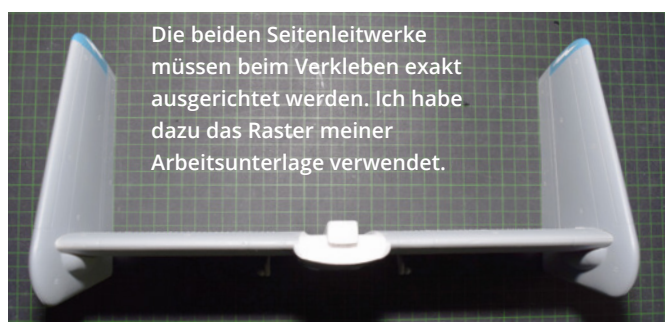 Die beiden Seitenleitwerke
müssen beim Verkleben exakt
ausgerichtet werden. Ich habe
dazu das Raster meiner
Arbeitsunterlage verwendet.